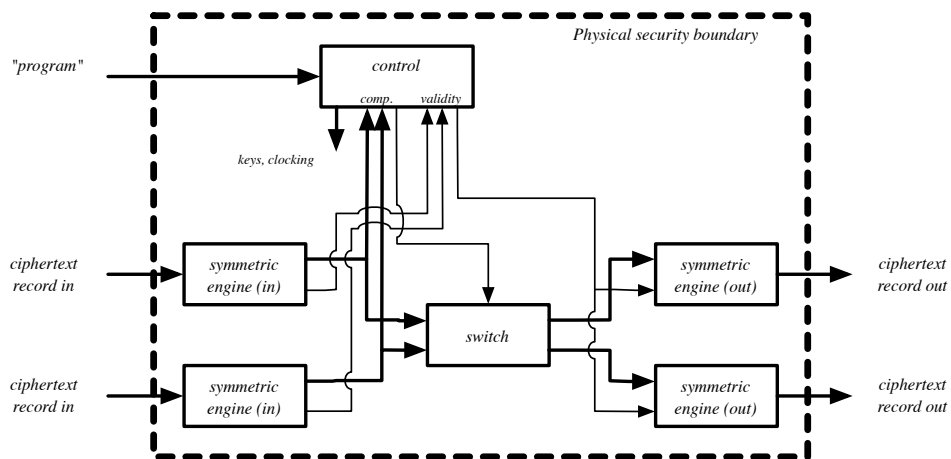 Physical security boundary
"program"
control
comp. validity
keys, clocking
ciphertext
record in
symmetric
engine (in)
symmetric
engine (out)
ciphertext
record out
switch
ciphertext
record in
symmetric
engine (in)
symmetric
engine (out)
ciphertext
record out